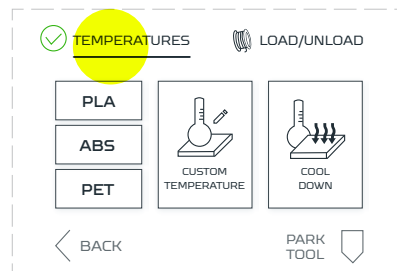 TEMPERATURES
LOAD/UNLOAD
PLA
ABS
PET
CUSTOM
TEMPERATURE
COOL
DOWN
BACK
PARK
TOOL